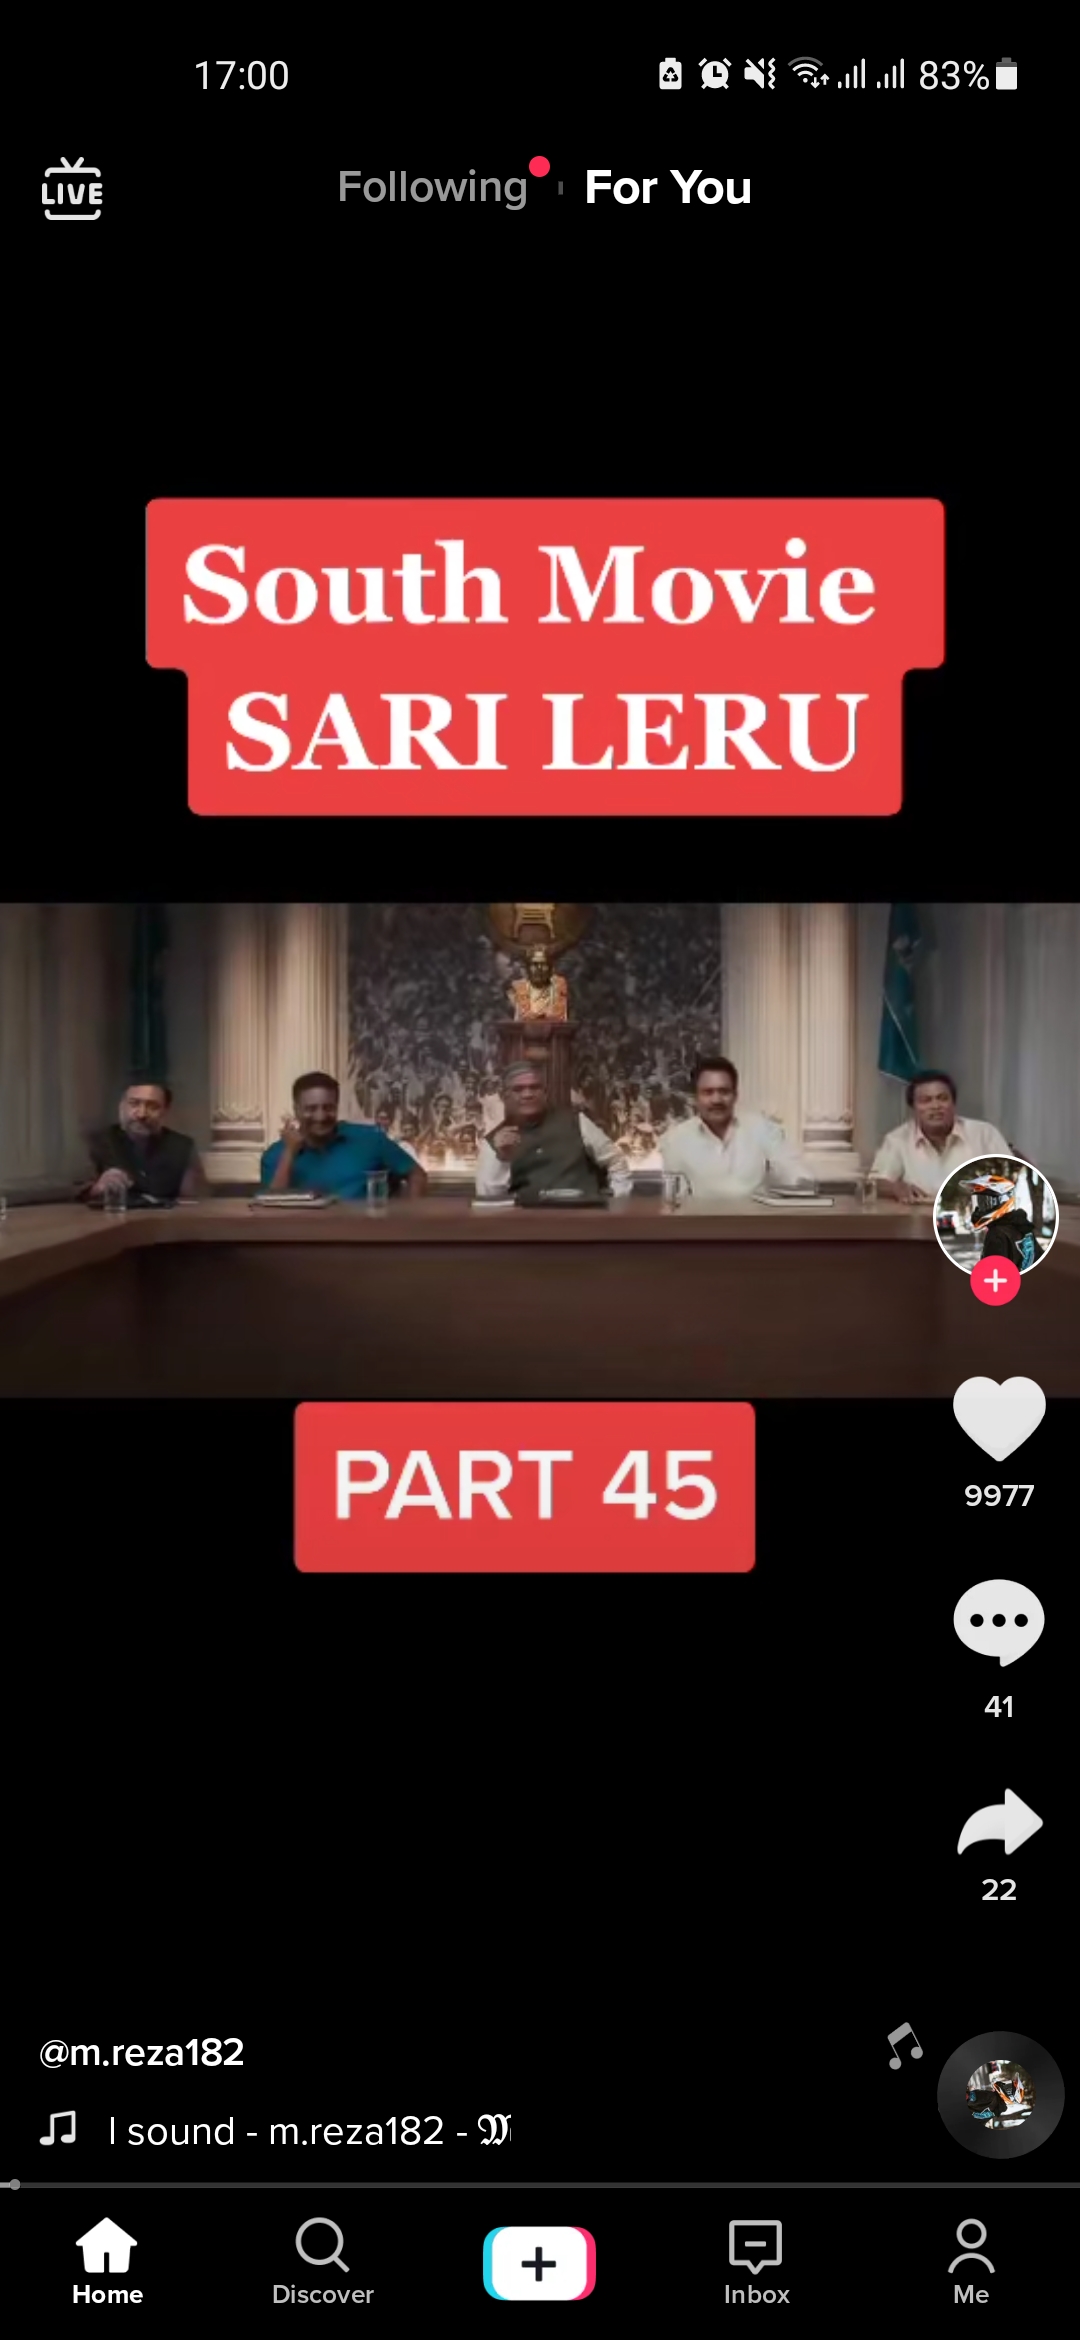 17:00
83%
LIVE
Following
For You
South Movie
SARI LERU
PART 45
9977
41
22
@m.reza182
l sound - m.reza182 - 𝔐
Home
Discover
Inbox
Me